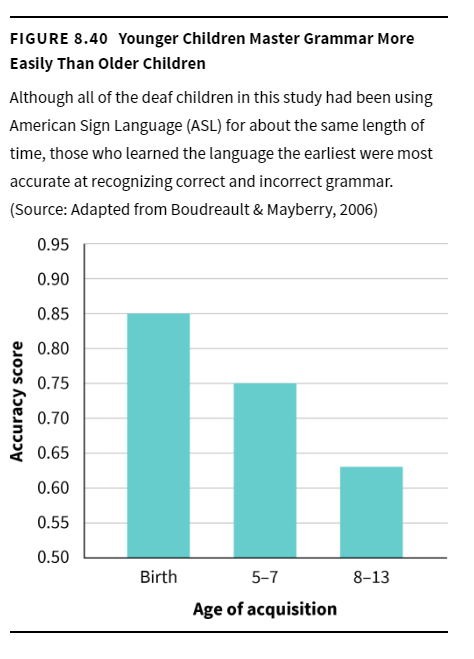 FIGURE 8.40 Younger Children Master Grammar More
Easily Than Older Children
Although all of the deaf children in this study had been using
American Sign Language (ASL) for about the same length of
time, those who learned the language the earliest were most
accurate at recognizing correct and incorrect grammar.
(Source: Adapted from Boudreault & Mayberry, 2006)
Accuracy score
0.95
0.90
0.85
0.80
0.75
0.70
0.65
0.60
0.55
0.50
Birth 5–7 8–13
Age of acquisition